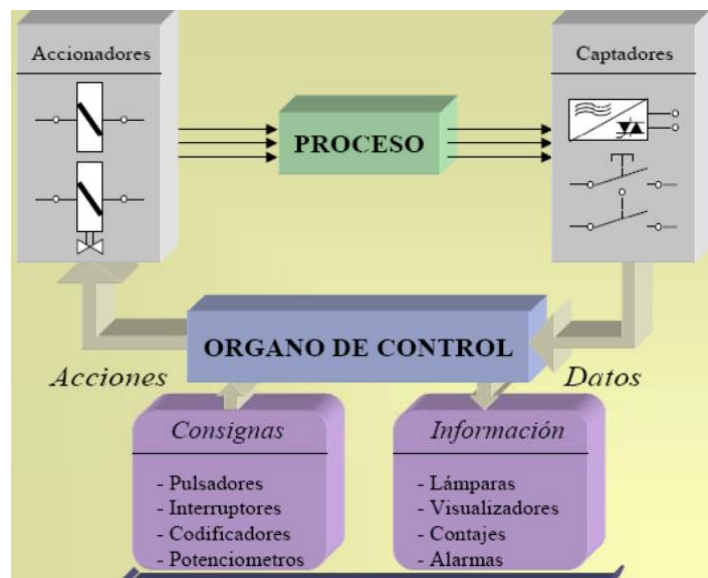 Accionadores
Captadores
PROCESO
ORGANO DE CONTROL
Acciones
Datos
Consignas
- Pulsadores
- Interruptores
- Codificadores
- Potenciometros
Información
- Lámparas
- Visualizadores
- Contajes
- Alarmas